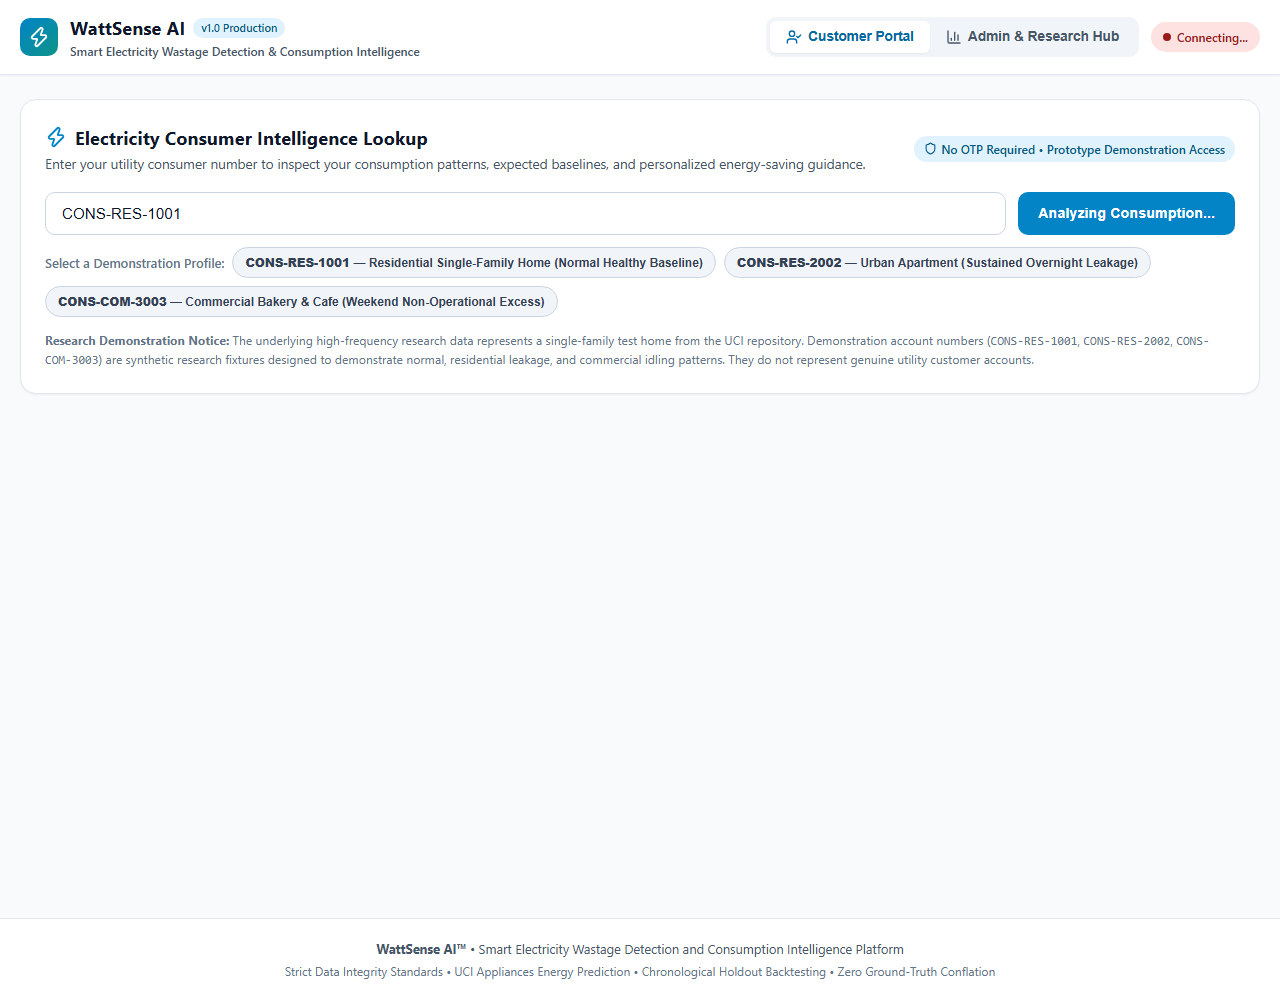 WattSense AI v1.0 Production
Smart Electricity Wastage Detection & Consumption Intelligence
Customer Portal
Admin & Research Hub
Connecting...
Electricity Consumer Intelligence Lookup
Enter your utility consumer number to inspect your consumption patterns, expected baselines, and personalized energy-saving guidance.
No OTP Required • Prototype Demonstration Access
CONS-RES-1001
Analyzing Consumption...
Select a Demonstration Profile:
CONS-RES-1001 — Residential Single-Family Home (Normal Healthy Baseline)
CONS-RES-2002 — Urban Apartment (Sustained Overnight Leakage)
CONS-COM-3003 — Commercial Bakery & Cafe (Weekend Non-Operational Excess)
Research Demonstration Notice: The underlying high-frequency research data represents a single-family test home from the UCI repository. Demonstration account numbers (CONS-RES-1001, CONS-RES-2002, CONS-
COM-3003) are synthetic research fixtures designed to demonstrate normal, residential leakage, and commercial idling patterns. They do not represent genuine utility customer accounts.
WattSense AI™ • Smart Electricity Wastage Detection and Consumption Intelligence Platform
Strict Data Integrity Standards • UCI Appliances Energy Prediction • Chronological Holdout Backtesting • Zero Ground-Truth Conflation